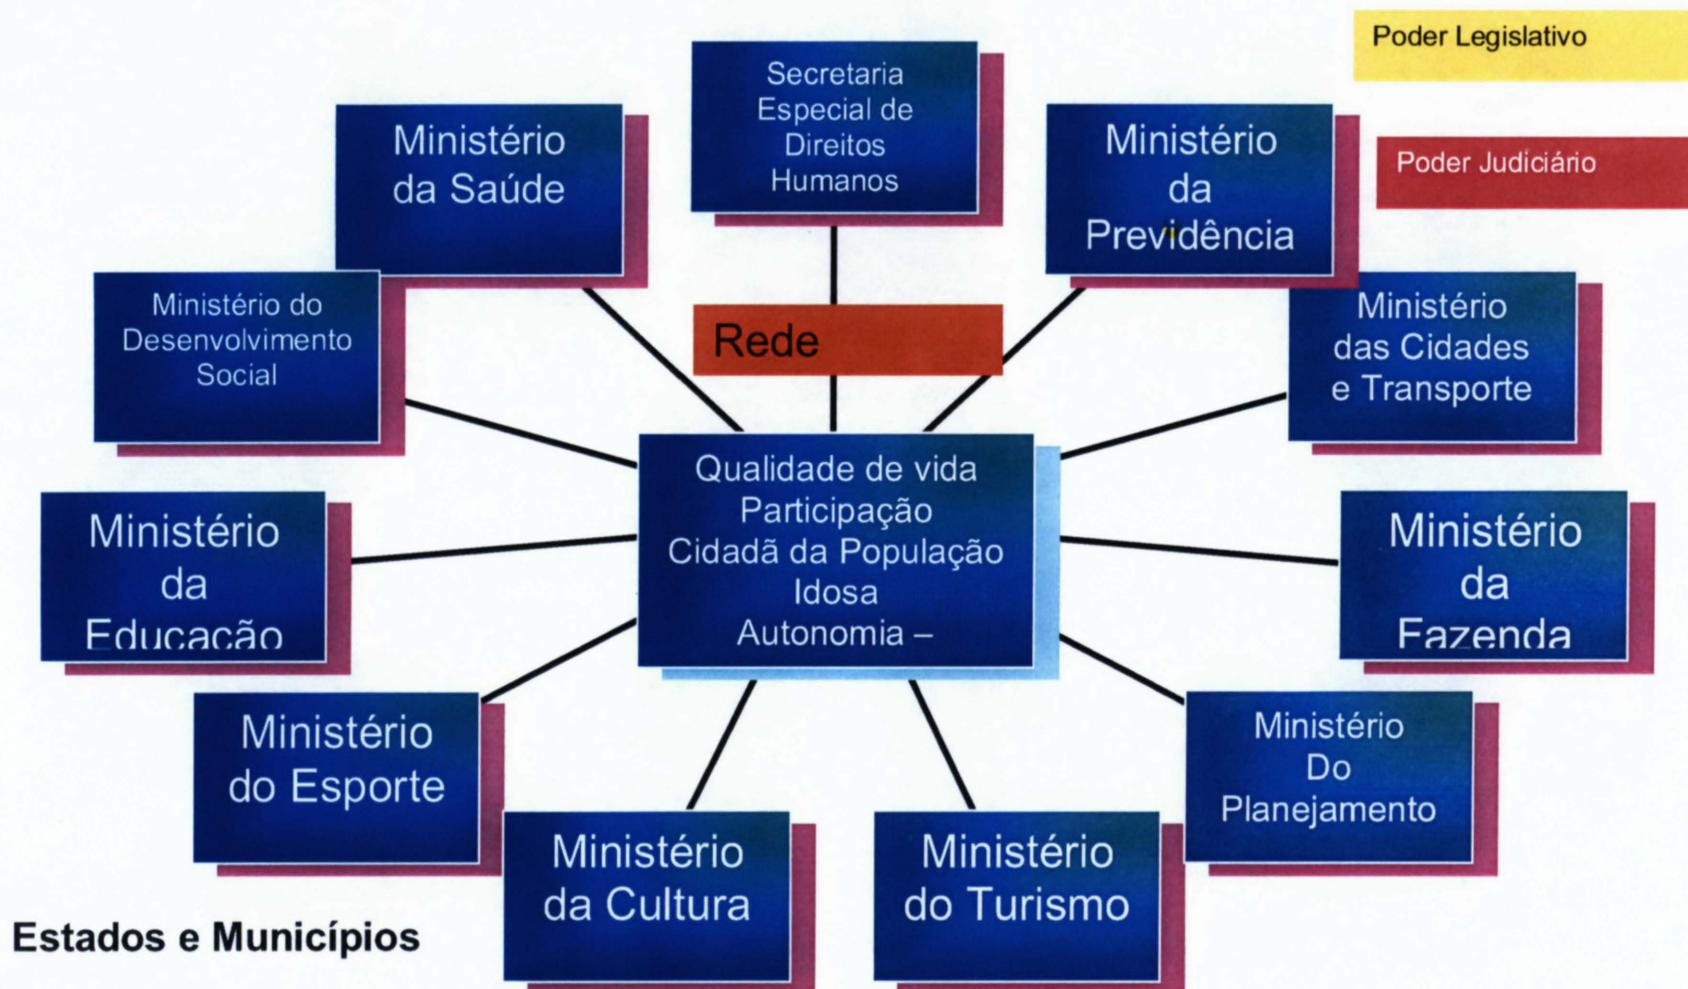 Poder Legislativo
Secretaria
Especial de
Direitos
Humanos
Ministério
da Saúde
Ministério
da
Previdência
Poder Judiciário
Ministério do
Desenvolvimento
Social
Rede
Ministério
das Cidades
e Transporte
Qualidade de vida
Participação
Cidadã da População
Idosa
Autonomia –
Ministério
da
Educação
Ministério
da
Fazenda
Ministério
do Esporte
Ministério
Do
Planejamento
Ministério
da Cultura
Ministério
do Turismo
Estados e Municípios